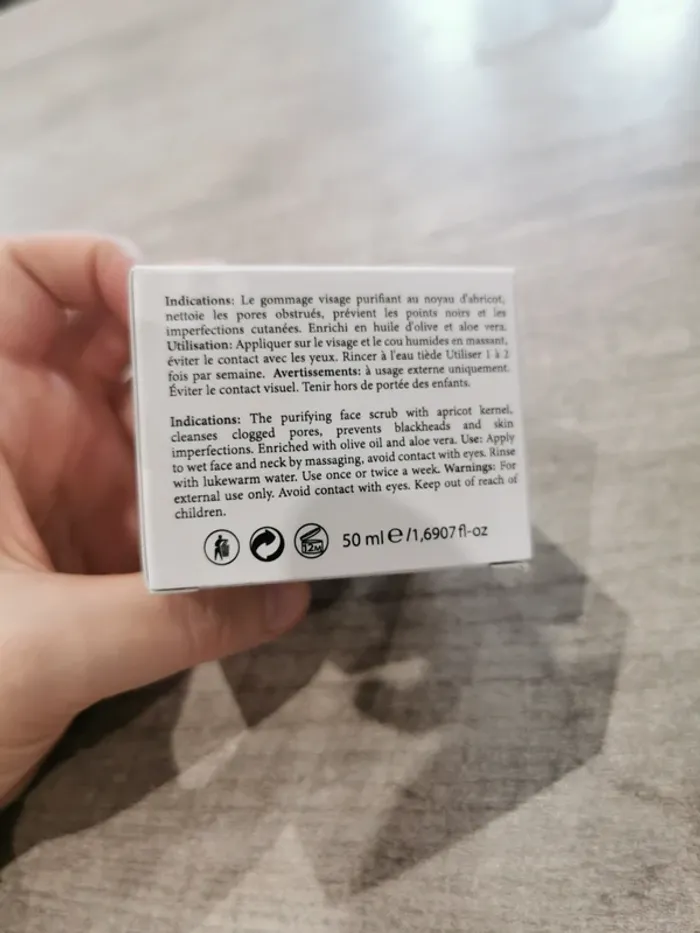 Indications: Le gommage visage purifiant au noyau d'abricot,
nettoie les pores obstrués, prévient les points noirs et les
imperfections cutanées. Enrichi en huile d'olive et aloe vera.
Utilisation: Appliquer sur le visage et le cou humides en massant,
éviter le contact avec les yeux. Rincer à l'eau tiède Utiliser 1 à 2
fois par semaine. Avertissements: à usage externe uniquement.
Éviter le contact visuel. Tenir hors de portée des enfants.
Indications: The purifying face scrub with apricot kernel,
cleanses clogged pores, prevents blackheads and skin
imperfections. Enriched with olive oil and aloe vera. Use: Apply
to wet face and neck by massaging, avoid contact with eyes. Rinse
with lukewarm water. Use once or twice a week. Warnings: For
external use only. Avoid contact with eyes. Keep out of reach of
children.
12M 50 ml e/1,6907 fl-oz